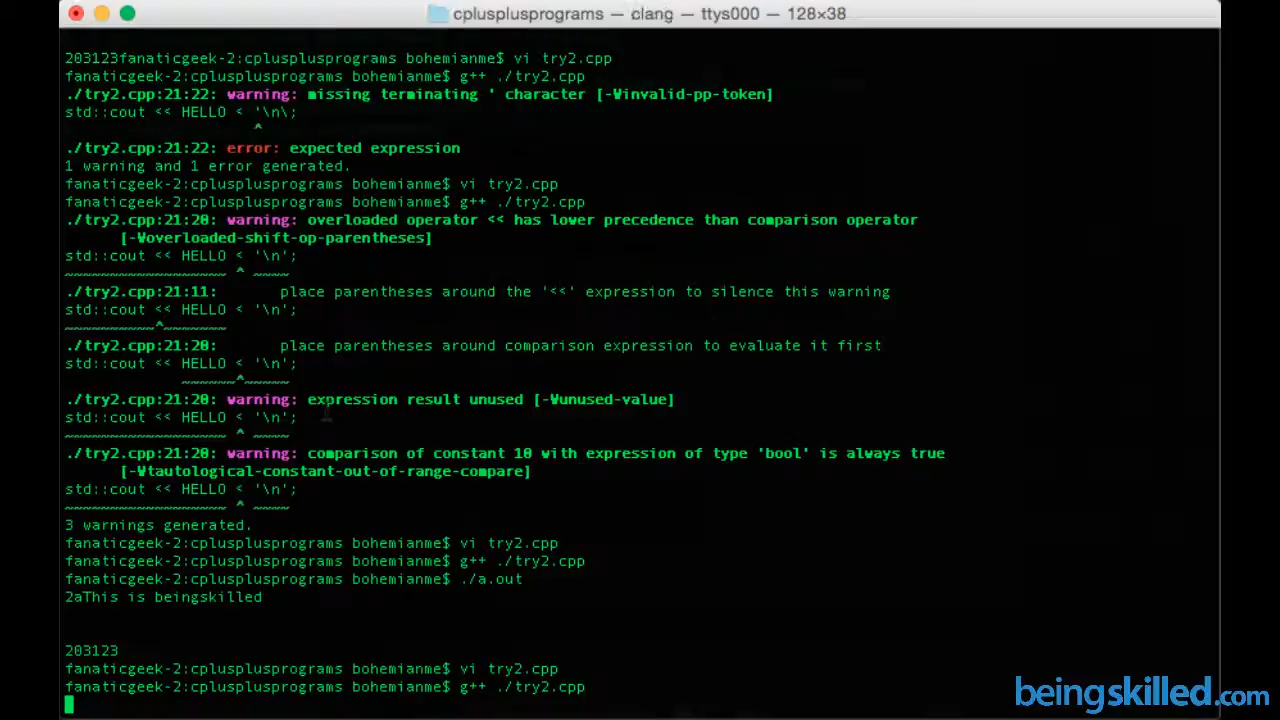 cplusplusprograms — clang — ttys000 — 128×38
203123fanaticgeek-2:cplusplusprograms bohemianme$ vi try2.cpp
fanaticgeek-2:cplusplusprograms bohemianme$ g++ ./try2.cpp
./try2.cpp:21:22: warning: missing terminating ' character [-Winvalid-pp-token]
std::cout << HELLO < '\n\;
^
./try2.cpp:21:22: error: expected expression
1 warning and 1 error generated.
fanaticgeek-2:cplusplusprograms bohemianme$ vi try2.cpp
fanaticgeek-2:cplusplusprograms bohemianme$ g++ ./try2.cpp
./try2.cpp:21:20: warning: overloaded operator << has lower precedence than comparison operator
[-Woverloaded-shift-op-parentheses]
std::cout << HELLO < '\n';
~~~~~~~~~~~~~~~~~~ ^ ~~~~
./try2.cpp:21:11: place parentheses around the '<<' expression to silence this warning
std::cout << HELLO < '\n';
~~~~~~~~~~^~~~~~~~
./try2.cpp:21:20: place parentheses around comparison expression to evaluate it first
std::cout << HELLO < '\n';
~~~~~~^~~~~~
./try2.cpp:21:20: warning: expression result unused [-Wunused-value]
std::cout << HELLO < '\n';
~~~~~~~~~~~~~~~~~~ ^ ~~~~
./try2.cpp:21:20: warning: comparison of constant 10 with expression of type 'bool' is always true
[-Wtautological-constant-out-of-range-compare]
std::cout << HELLO < '\n';
~~~~~~~~~~~~~~~~~~ ^ ~~~~
3 warnings generated.
fanaticgeek-2:cplusplusprograms bohemianme$ vi try2.cpp
fanaticgeek-2:cplusplusprograms bohemianme$ g++ ./try2.cpp
fanaticgeek-2:cplusplusprograms bohemianme$ ./a.out
2aThis is beingskilled
203123
fanaticgeek-2:cplusplusprograms bohemianme$ vi try2.cpp
fanaticgeek-2:cplusplusprograms bohemianme$ g++ ./try2.cpp
beingskilled.com